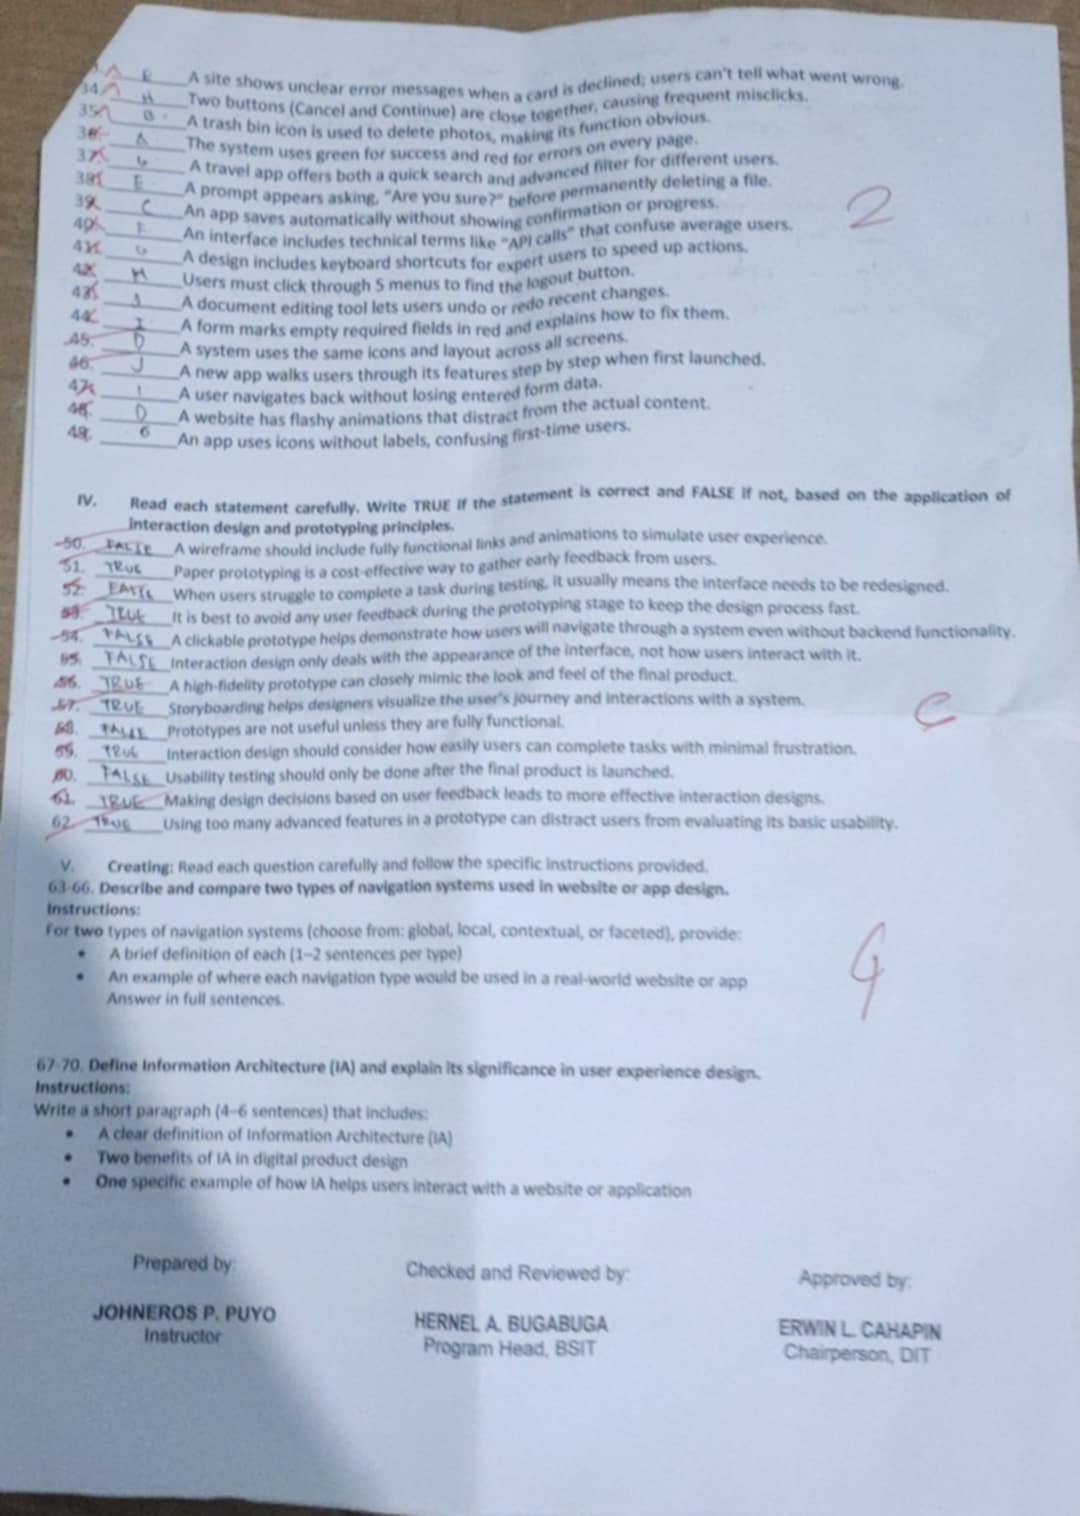 E A site shows unclear error messages when a card is declined; users can't tell what went wrong.
34. H Two buttons (Cancel and Continue) are close together, causing frequent misclicks.
35. B. A trash bin icon is used to delete photos, making its function obvious.
36. A The system uses green for success and red for errors on every page.
37. G A travel app offers both a quick search and advanced filter for different users.
38. E A prompt appears asking, "Are you sure?" before permanently deleting a file.
39. C An app saves automatically without showing confirmation or progress.
40. F An interface includes technical terms like "API calls" that confuse average users.
41. G A design includes keyboard shortcuts for expert users to speed up actions.
42. H Users must click through 5 menus to find the logout button.
43. J A document editing tool lets users undo or redo recent changes.
44. I A form marks empty required fields in red and explains how to fix them.
45. D A system uses the same icons and layout across all screens.
46. J A new app walks users through its features step by step when first launched.
47. I A user navigates back without losing entered form data.
48. D A website has flashy animations that distract from the actual content.
49. G An app uses icons without labels, confusing first-time users.
2
IV. Read each statement carefully. Write TRUE if the statement is correct and FALSE if not, based on the application of
interaction design and prototyping principles.
50. FALSE A wireframe should include fully functional links and animations to simulate user experience.
51. TRUE Paper prototyping is a cost-effective way to gather early feedback from users.
52. FALSE When users struggle to complete a task during testing, it usually means the interface needs to be redesigned.
53. TRUE It is best to avoid any user feedback during the prototyping stage to keep the design process fast.
54. FALSE A clickable prototype helps demonstrate how users will navigate through a system even without backend functionality.
55. FALSE Interaction design only deals with the appearance of the interface, not how users interact with it.
56. TRUE A high-fidelity prototype can closely mimic the look and feel of the final product.
57. TRUE Storyboarding helps designers visualize the user's journey and interactions with a system.
58. FALSE Prototypes are not useful unless they are fully functional.
59. TRUE Interaction design should consider how easily users can complete tasks with minimal frustration.
60. FALSE Usability testing should only be done after the final product is launched.
61. TRUE Making design decisions based on user feedback leads to more effective interaction designs.
62. TRUE Using too many advanced features in a prototype can distract users from evaluating its basic usability.
V. Creating: Read each question carefully and follow the specific instructions provided.
63-66. Describe and compare two types of navigation systems used in website or app design.
Instructions:
For two types of navigation systems (choose from: global, local, contextual, or faceted), provide:
• A brief definition of each (1–2 sentences per type)
• An example of where each navigation type would be used in a real-world website or app
Answer in full sentences.
67-70. Define Information Architecture (IA) and explain its significance in user experience design.
Instructions:
Write a short paragraph (4–6 sentences) that includes:
• A clear definition of Information Architecture (IA)
• Two benefits of IA in digital product design
• One specific example of how IA helps users interact with a website or application
Prepared by: Checked and Reviewed by: Approved by:
JOHNEROS P. PUYO HERNEL A. BUGABUGA ERWIN L. CAHAPIN
Instructor Program Head, BSIT Chairperson, DIT